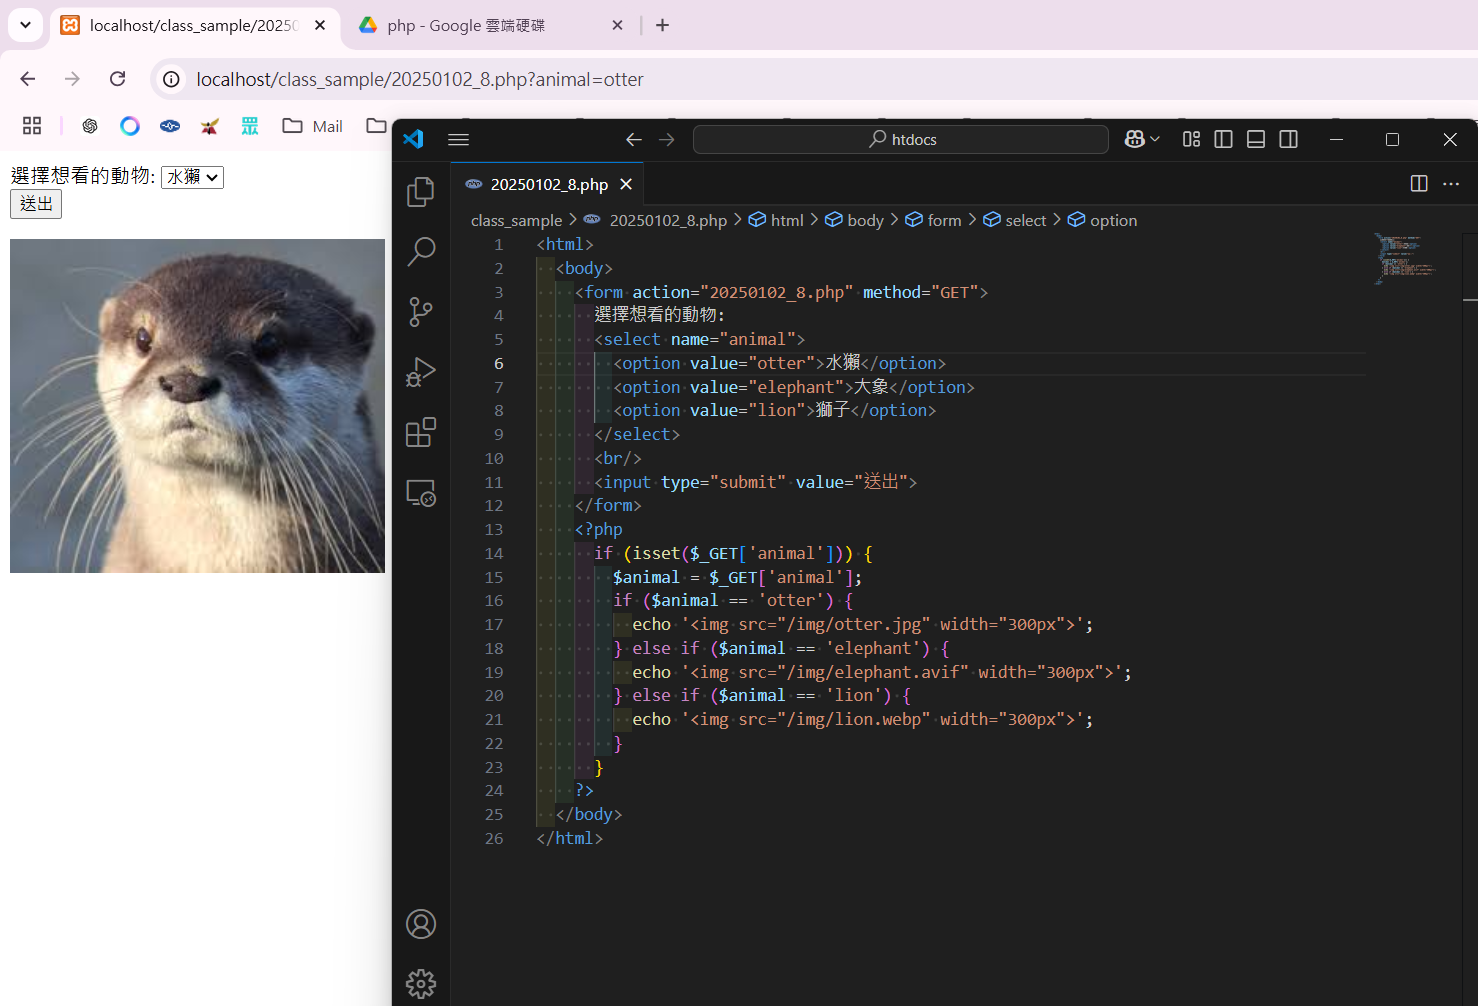 localhost/class_sample/20250
php - Google 雲端硬碟
localhost/class_sample/20250102_8.php?animal=otter
眾
Mail
htdocs
選擇想看的動物: 水獺
送出
20250102_8.php
class_sample > 20250102_8.php > html > body > form > select > option
1 <html>
2 <body>
3 <form action="20250102_8.php" method="GET">
4 選擇想看的動物:
5 <select name="animal">
6 <option value="otter">水獺</option>
7 <option value="elephant">大象</option>
8 <option value="lion">獅子</option>
9 </select>
10 <br/>
11 <input type="submit" value="送出">
12 </form>
13 <?php
14 if (isset($_GET['animal'])) {
15 $animal = $_GET['animal'];
16 if ($animal == 'otter') {
17 echo '<img src="/img/otter.jpg" width="300px">';
18 } else if ($animal == 'elephant') {
19 echo '<img src="/img/elephant.avif" width="300px">';
20 } else if ($animal == 'lion') {
21 echo '<img src="/img/lion.webp" width="300px">';
22 }
23 }
24 ?>
25 </body>
26 </html>